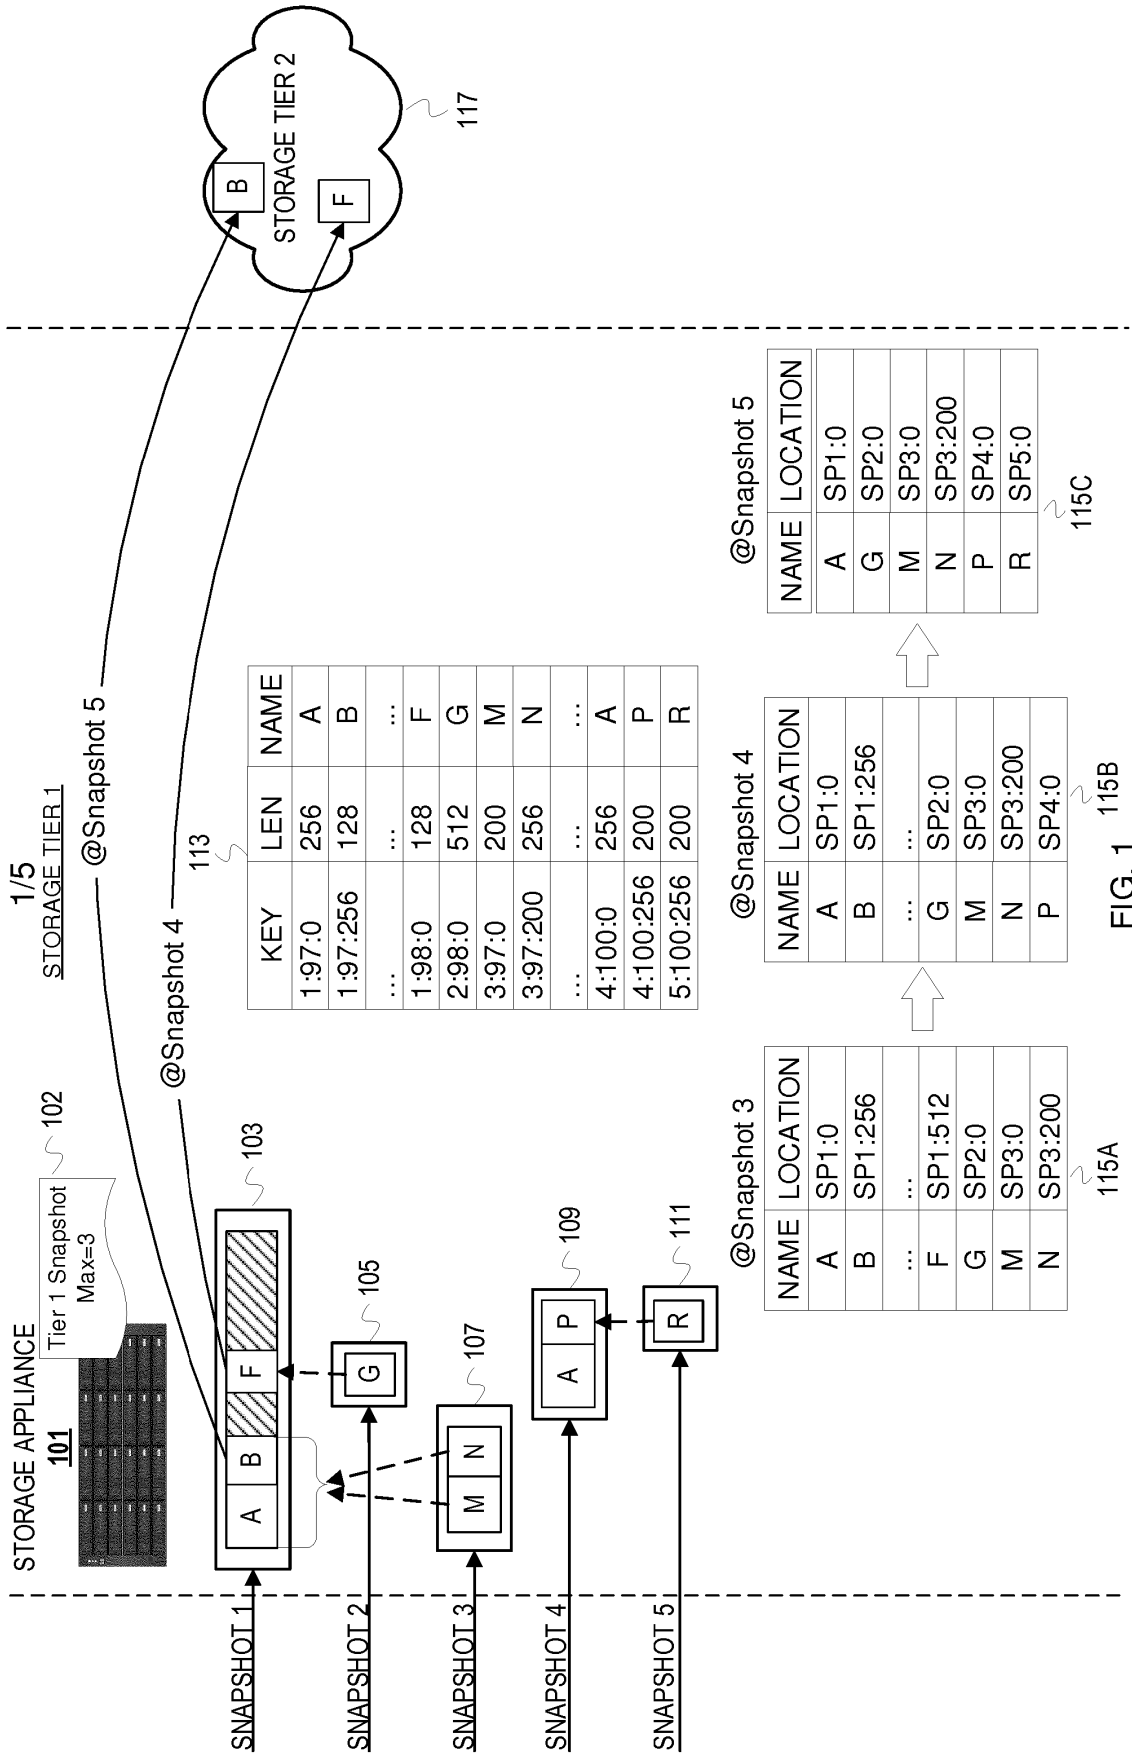 1/5
STORAGE TIER 1
STORAGE APPLIANCE
101
Tier 1 Snapshot
Max=3
102
@Snapshot 5
@Snapshot 4
STORAGE TIER 2
B
F
117
SNAPSHOT 1
A
B
F
103
SNAPSHOT 2
G
105
SNAPSHOT 3
M
N
107
SNAPSHOT 4
A
P
109
SNAPSHOT 5
R
111
113
KEY LEN NAME
1:97:0 256 A
1:97:256 128 B
... ... ...
1:98:0 128 F
2:98:0 512 G
3:97:0 200 M
3:97:200 256 N
... ... ...
4:100:0 256 A
4:100:256 200 P
5:100:256 200 R
@Snapshot 3
NAME LOCATION
A SP1:0
B SP1:256
... ...
F SP1:512
G SP2:0
M SP3:0
N SP3:200
115A
@Snapshot 4
NAME LOCATION
A SP1:0
B SP1:256
... ...
G SP2:0
M SP3:0
N SP3:200
P SP4:0
115B
@Snapshot 5
NAME LOCATION
A SP1:0
G SP2:0
M SP3:0
N SP3:200
P SP4:0
R SP5:0
115C
FIG. 1